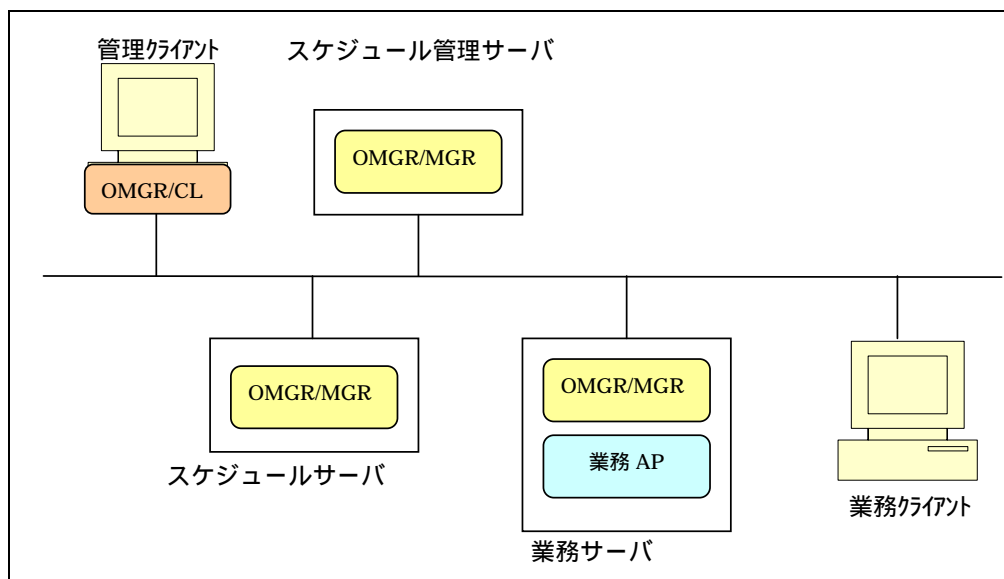 管理クライアント
スケジュール管理サーバ
OMGR/MGR
OMGR/CL
OMGR/MGR
スケジュールサーバ
OMGR/MGR
業務 AP
業務サーバ
業務クライアント